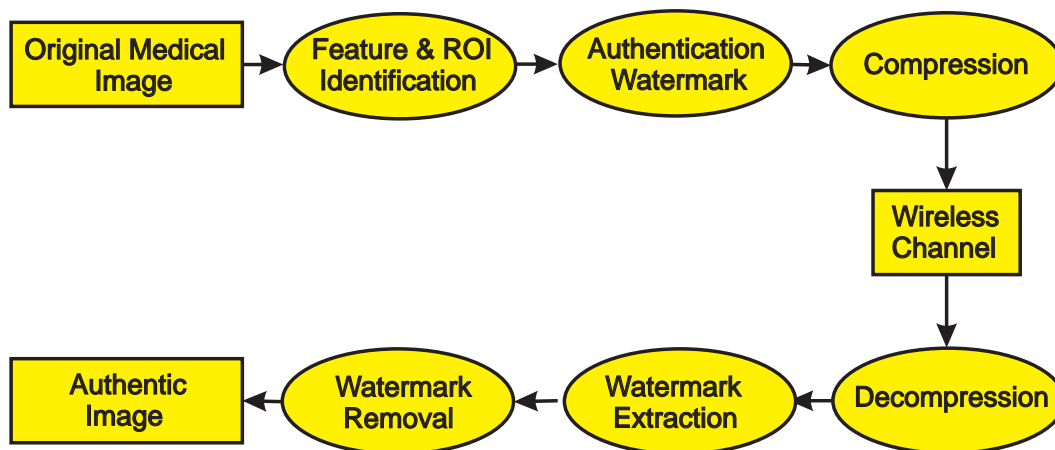 Original Medical
Image
Feature & ROI
Identification
Authentication
Watermark
Compression
Wireless
Channel
Decompression
Watermark
Extraction
Watermark
Removal
Authentic
Image